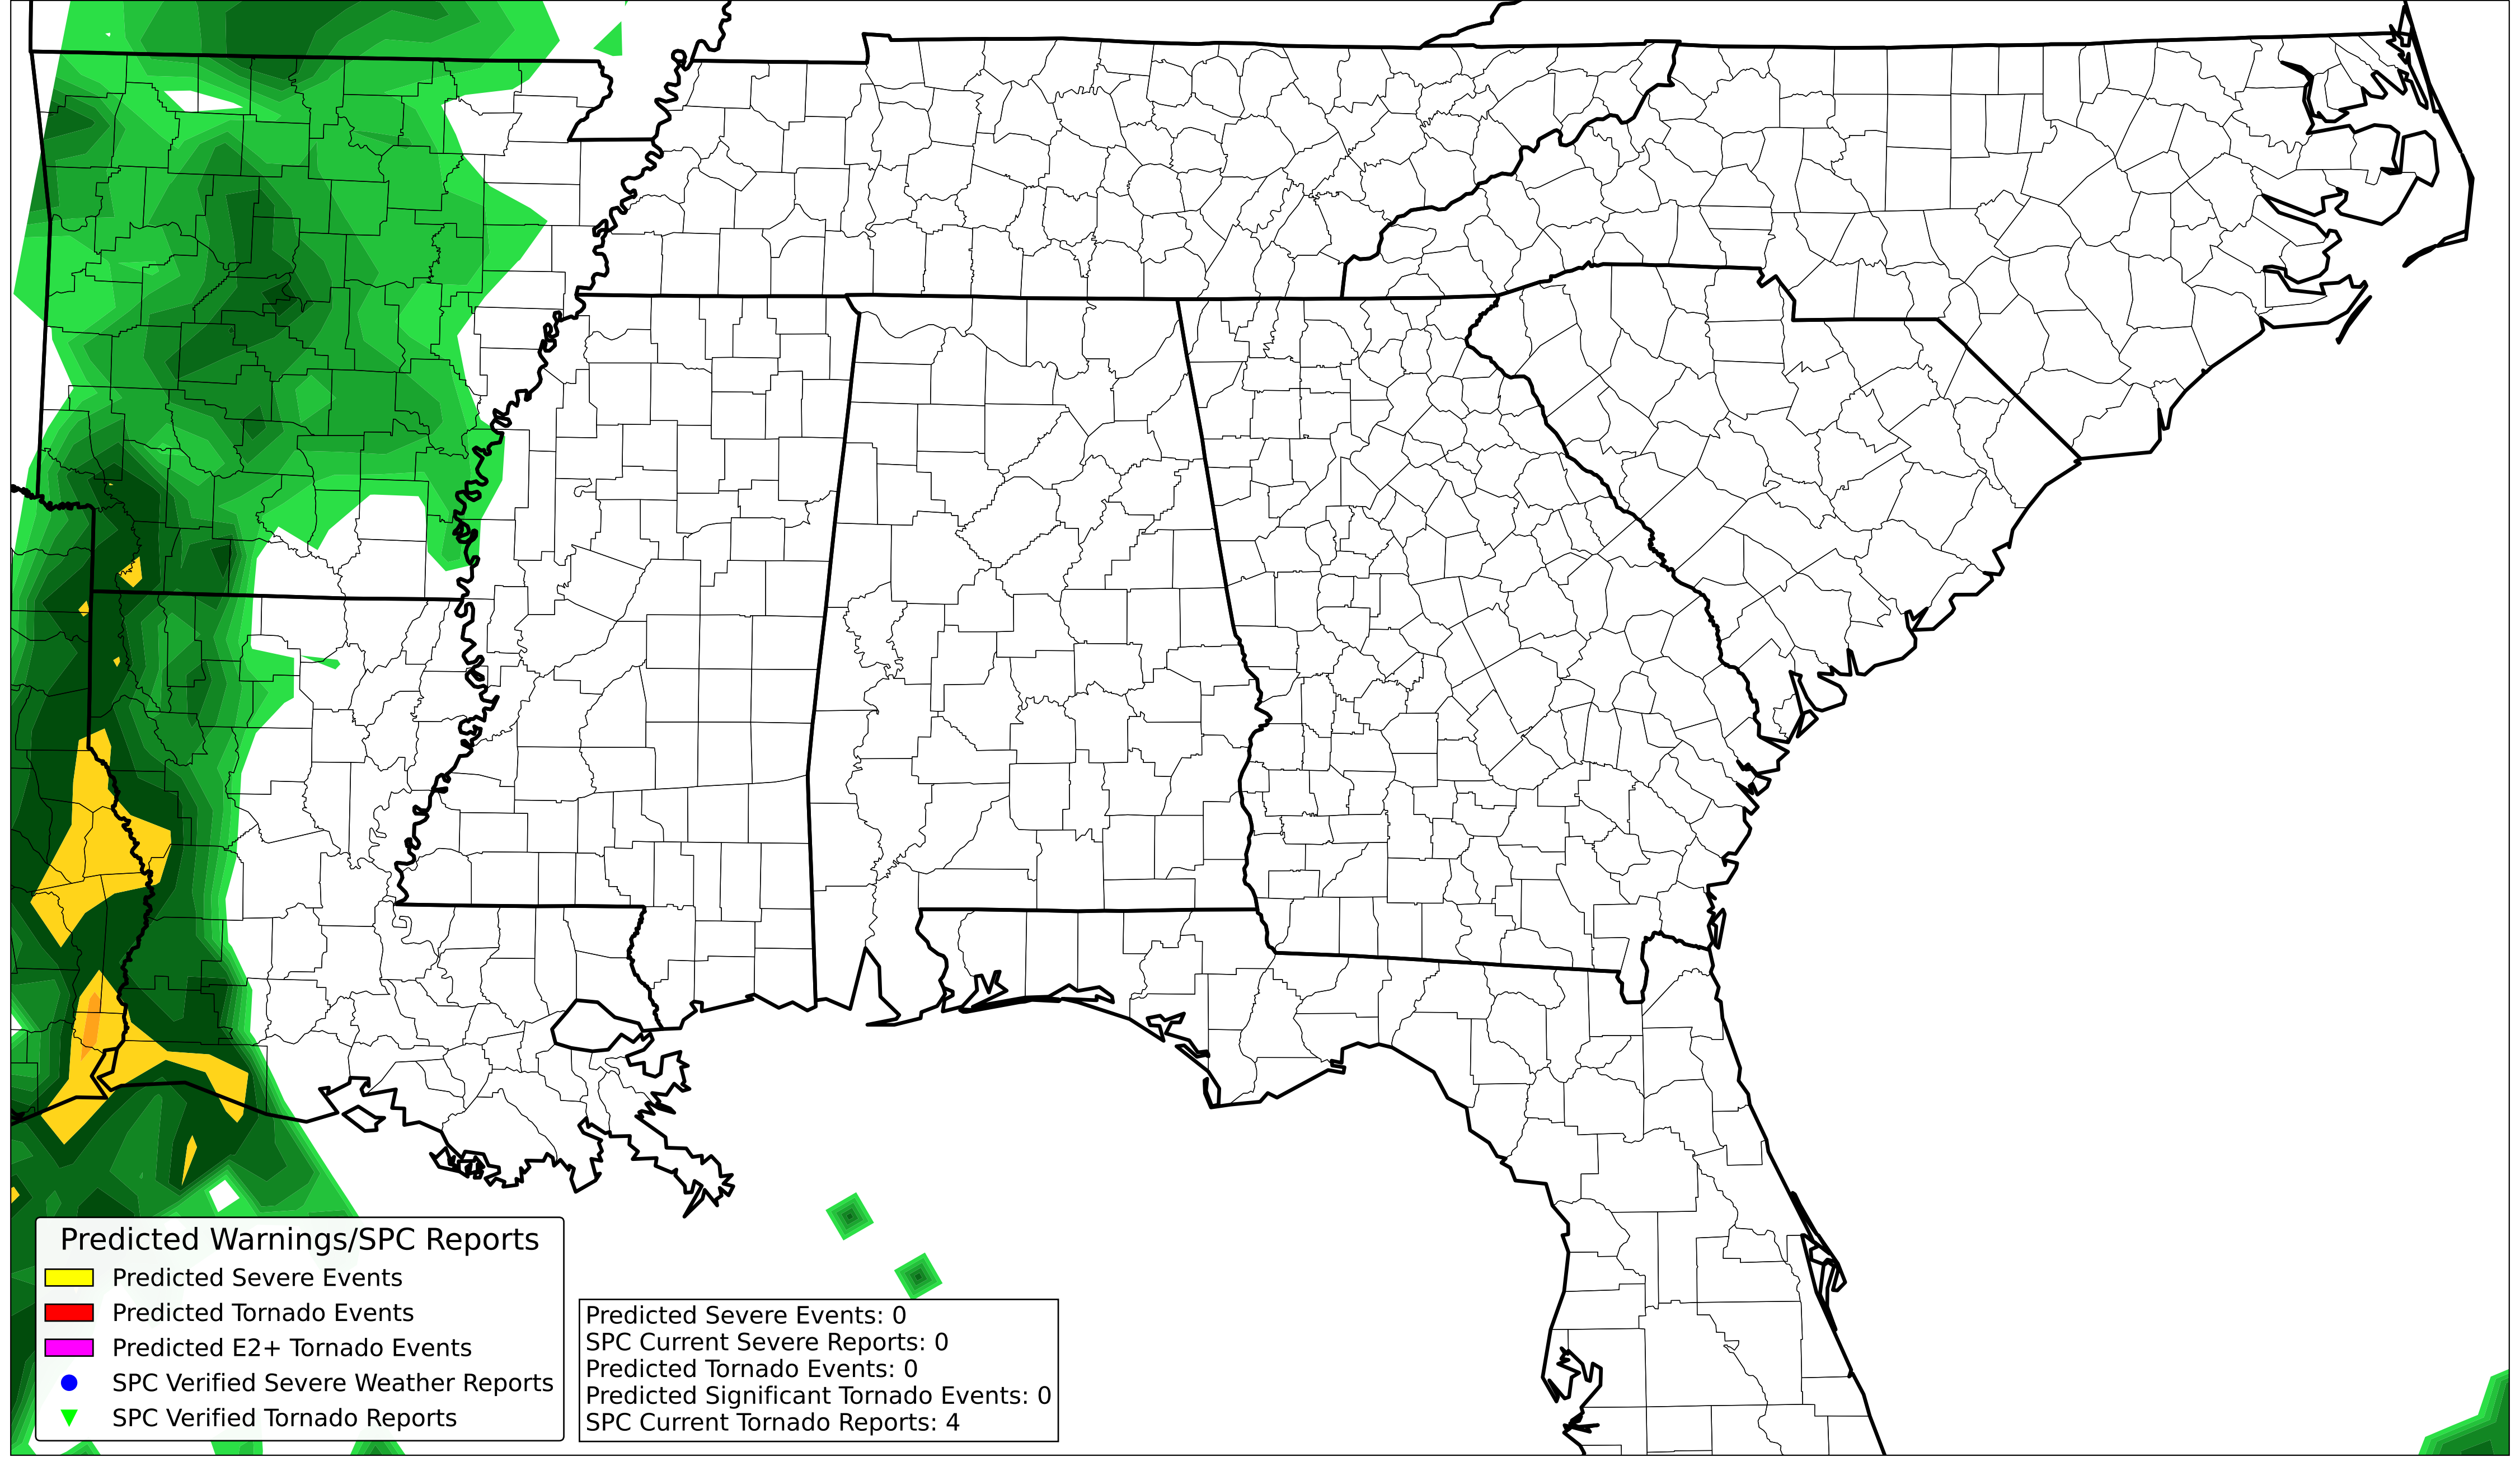 Predicted Warnings/SPC Reports
Predicted Severe Events
Predicted Tornado Events
Predicted E2+ Tornado Events
SPC Verified Severe Weather Reports
SPC Verified Tornado Reports
Predicted Severe Events: 0
SPC Current Severe Reports: 0
Predicted Tornado Events: 0
Predicted Significant Tornado Events: 0
SPC Current Tornado Reports: 4